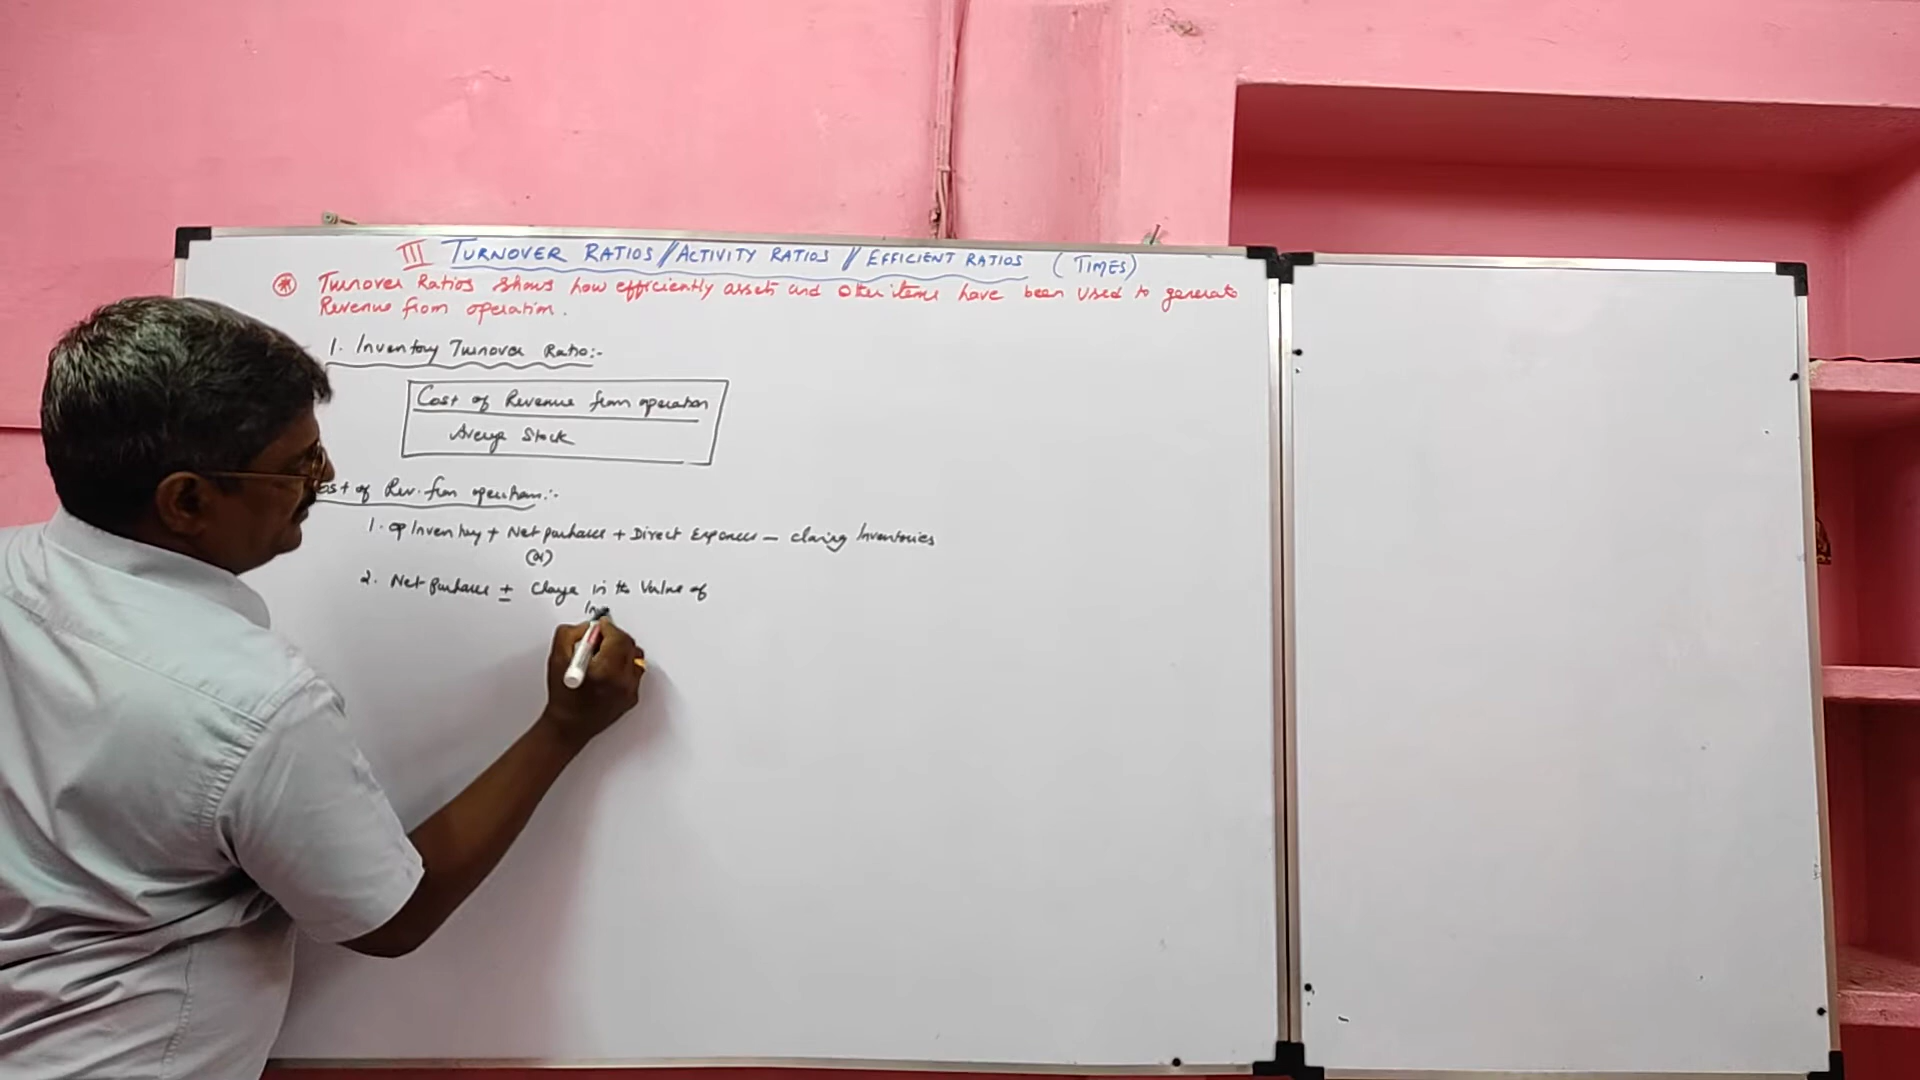 III TURNOVER RATIOS // ACTIVITY RATIOS // EFFICIENT RATIOS (TIMES)
Turnover Ratios shows how efficiently assets and other items have been used to generate
Revenue from operation.
1. Inventory Turnover Ratio:-
Cost of Revenue from operation
Average Stock
ost of Rev. from operations:-
1. op Inventory + Net purchases + Direct Expenses - closing Inventories
(or)
2. Net purchases ± Change in the Value of
In